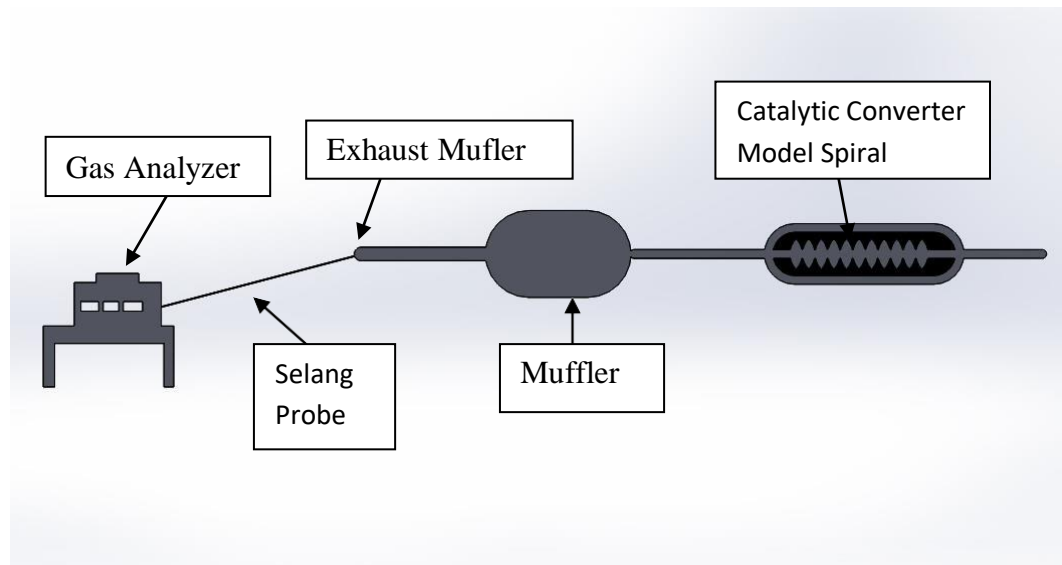 Gas Analyzer
Exhaust Mufler
Catalytic Converter
Model Spiral
Selang
Probe
Muffler